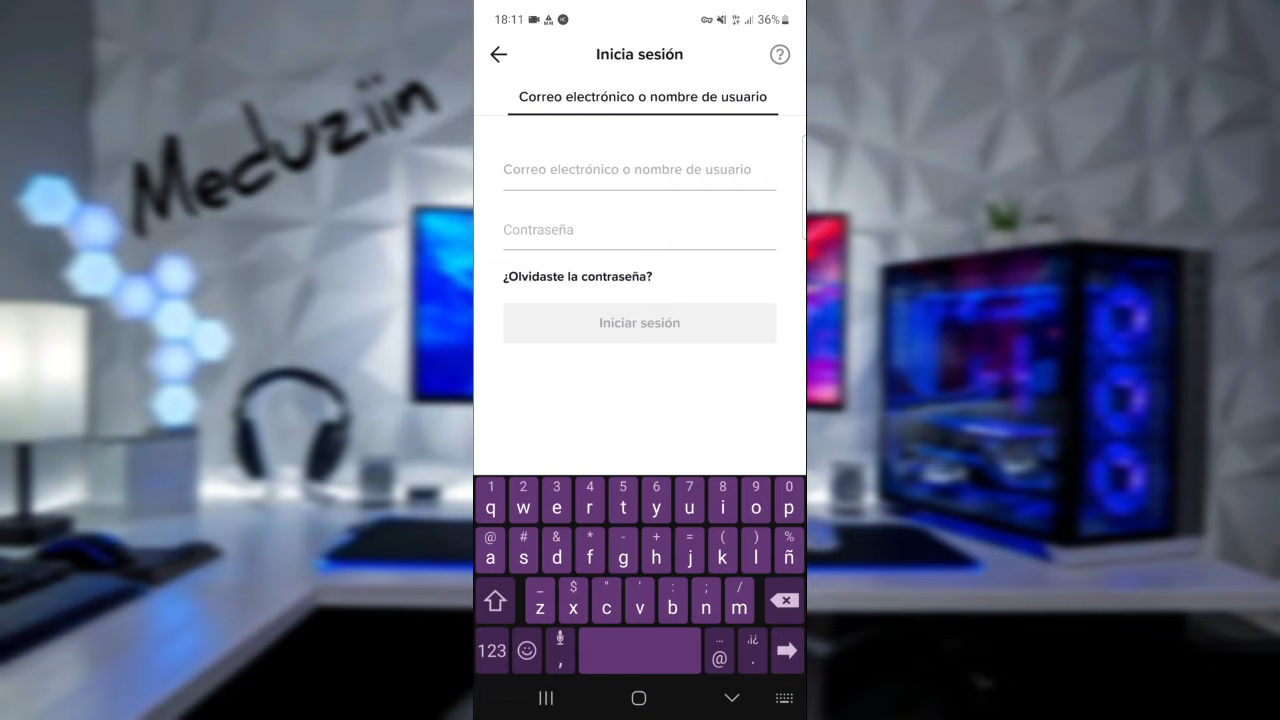 Meduziin
18:11 36%
Inicia sesión
Correo electrónico o nombre de usuario
Correo electrónico o nombre de usuario
Contraseña
¿Olvidaste la contraseña?
Iniciar sesión
1 2 3 4 5 6 7 8 9 0
q w e r t y u i o p
@ # & * - + = ( ) %
a s d f g h j k l ñ
_ $ " ' : ; /
z x c v b n m
123 , @ .